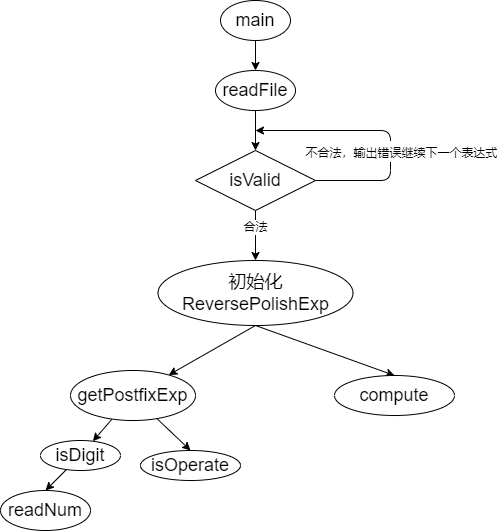 main
readFile
不合法，输出错误继续下一个表达式
isValid
合法
初始化
ReversePolishExp
getPostfixExp
compute
isDigit
isOperate
readNum